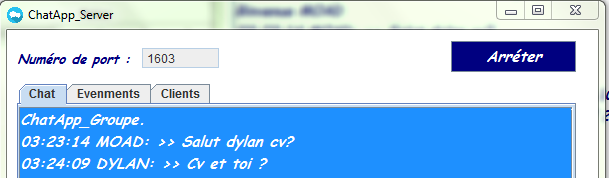 ChatApp_Server
Numéro de port :
1603
Arréter
Chat
Evenments
Clients
ChatApp_Groupe.
03:23:14 MOAD: >> Salut dylan cv?
03:24:09 DYLAN: >> Cv et toi ?